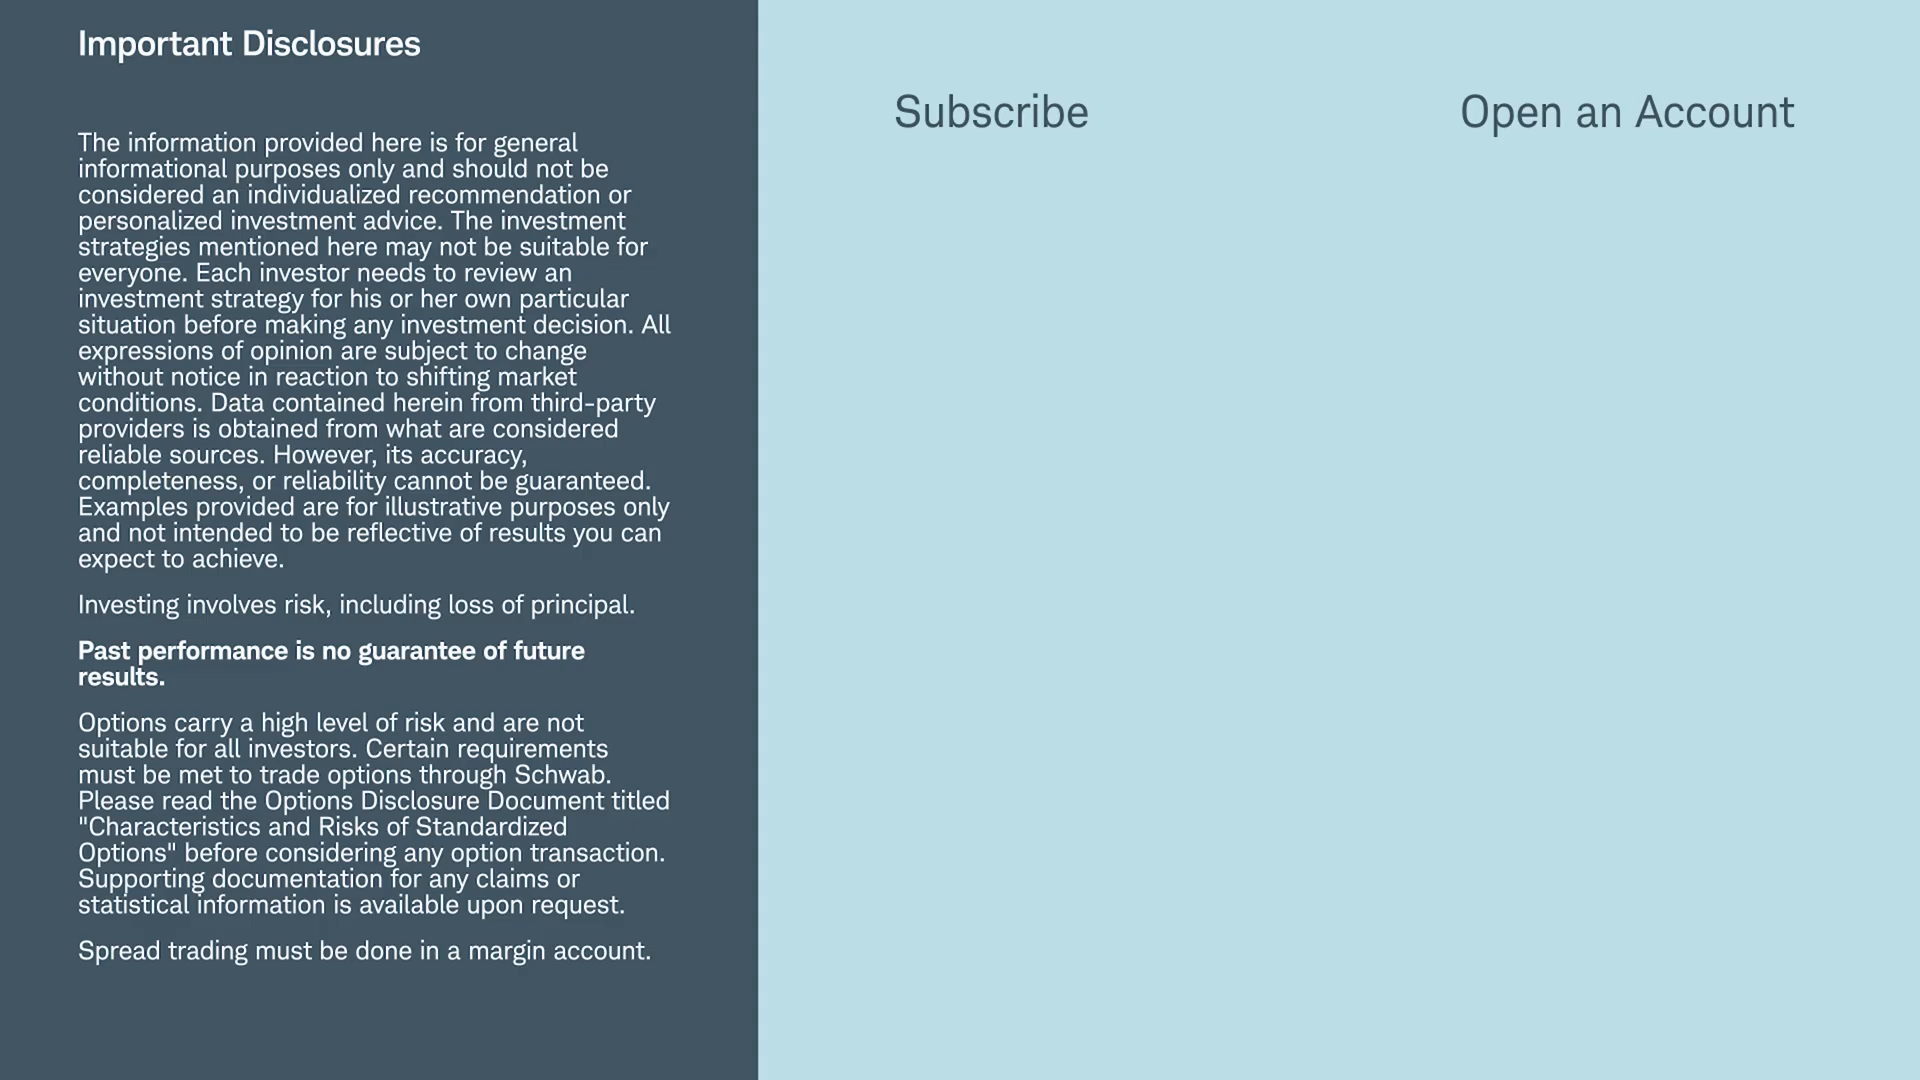 Important Disclosures
The information provided here is for general
informational purposes only and should not be
considered an individualized recommendation or
personalized investment advice. The investment
strategies mentioned here may not be suitable for
everyone. Each investor needs to review an
investment strategy for his or her own particular
situation before making any investment decision. All
expressions of opinion are subject to change
without notice in reaction to shifting market
conditions. Data contained herein from third-party
providers is obtained from what are considered
reliable sources. However, its accuracy,
completeness, or reliability cannot be guaranteed.
Examples provided are for illustrative purposes only
and not intended to be reflective of results you can
expect to achieve.
Investing involves risk, including loss of principal.
Past performance is no guarantee of future
results.
Options carry a high level of risk and are not
suitable for all investors. Certain requirements
must be met to trade options through Schwab.
Please read the Options Disclosure Document titled
"Characteristics and Risks of Standardized
Options" before considering any option transaction.
Supporting documentation for any claims or
statistical information is available upon request.
Spread trading must be done in a margin account.
Subscribe
Open an Account